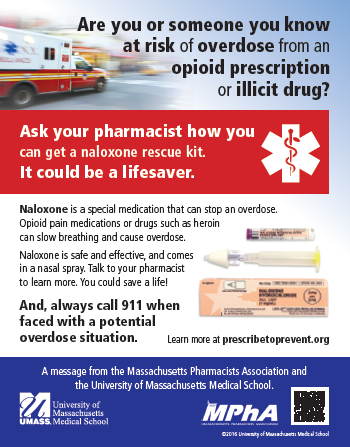 Are you or someone you know
at risk of overdose from an
opioid prescription
or illicit drug?
Ask your pharmacist how you
can get a naloxone rescue kit.
It could be a lifesaver.
Naloxone is a special medication that can stop an overdose.
Opioid pain medications or drugs such as heroin
can slow breathing and cause overdose.
Naloxone is safe and effective, and comes
in a nasal spray. Talk to your pharmacist
to learn more. You could save a life!
NALOXONE
HYDROCHLORIDE
And, always call 911 when
faced with a potential
overdose situation.
Learn more at prescribetoprevent.org
A message from the Massachusetts Pharmacists Association and
the University of Massachusetts Medical School.
University of
Massachusetts
UMASS. Medical School
MPhA
MASSACHUSETTS PHARMACISTS ASSOCIATION
©2016 University of Massachusetts Medical School